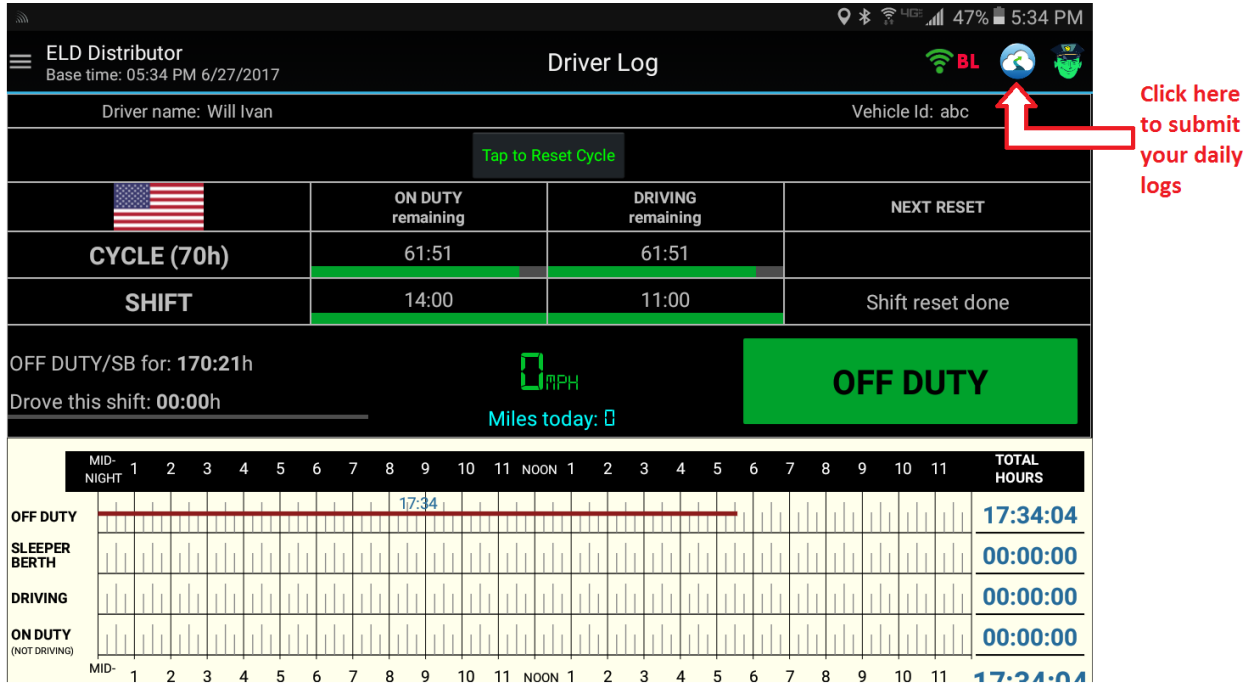 4G 47% 5:34 PM
ELD Distributor
Base time: 05:34 PM 6/27/2017
Driver Log
BL
Click here
to submit
your daily
logs
Driver name: Will Ivan
Vehicle Id: abc
Tap to Reset Cycle
ON DUTY
remaining
DRIVING
remaining
NEXT RESET
CYCLE (70h) 61:51 61:51
SHIFT 14:00 11:00 Shift reset done
OFF DUTY/SB for: 170:21h
Drove this shift: 00:00h
0 MPH
Miles today: 0
OFF DUTY
MID-
NIGHT 1 2 3 4 5 6 7 8 9 10 11 NOON 1 2 3 4 5 6 7 8 9 10 11
TOTAL
HOURS
17:34
OFF DUTY 17:34:04
SLEEPER
BERTH 00:00:00
DRIVING 00:00:00
ON DUTY
(NOT DRIVING) 00:00:00
MID- 1 2 3 4 5 6 7 8 9 10 11 NOON 1 2 3 4 5 6 7 8 9 10 11 17:34:04